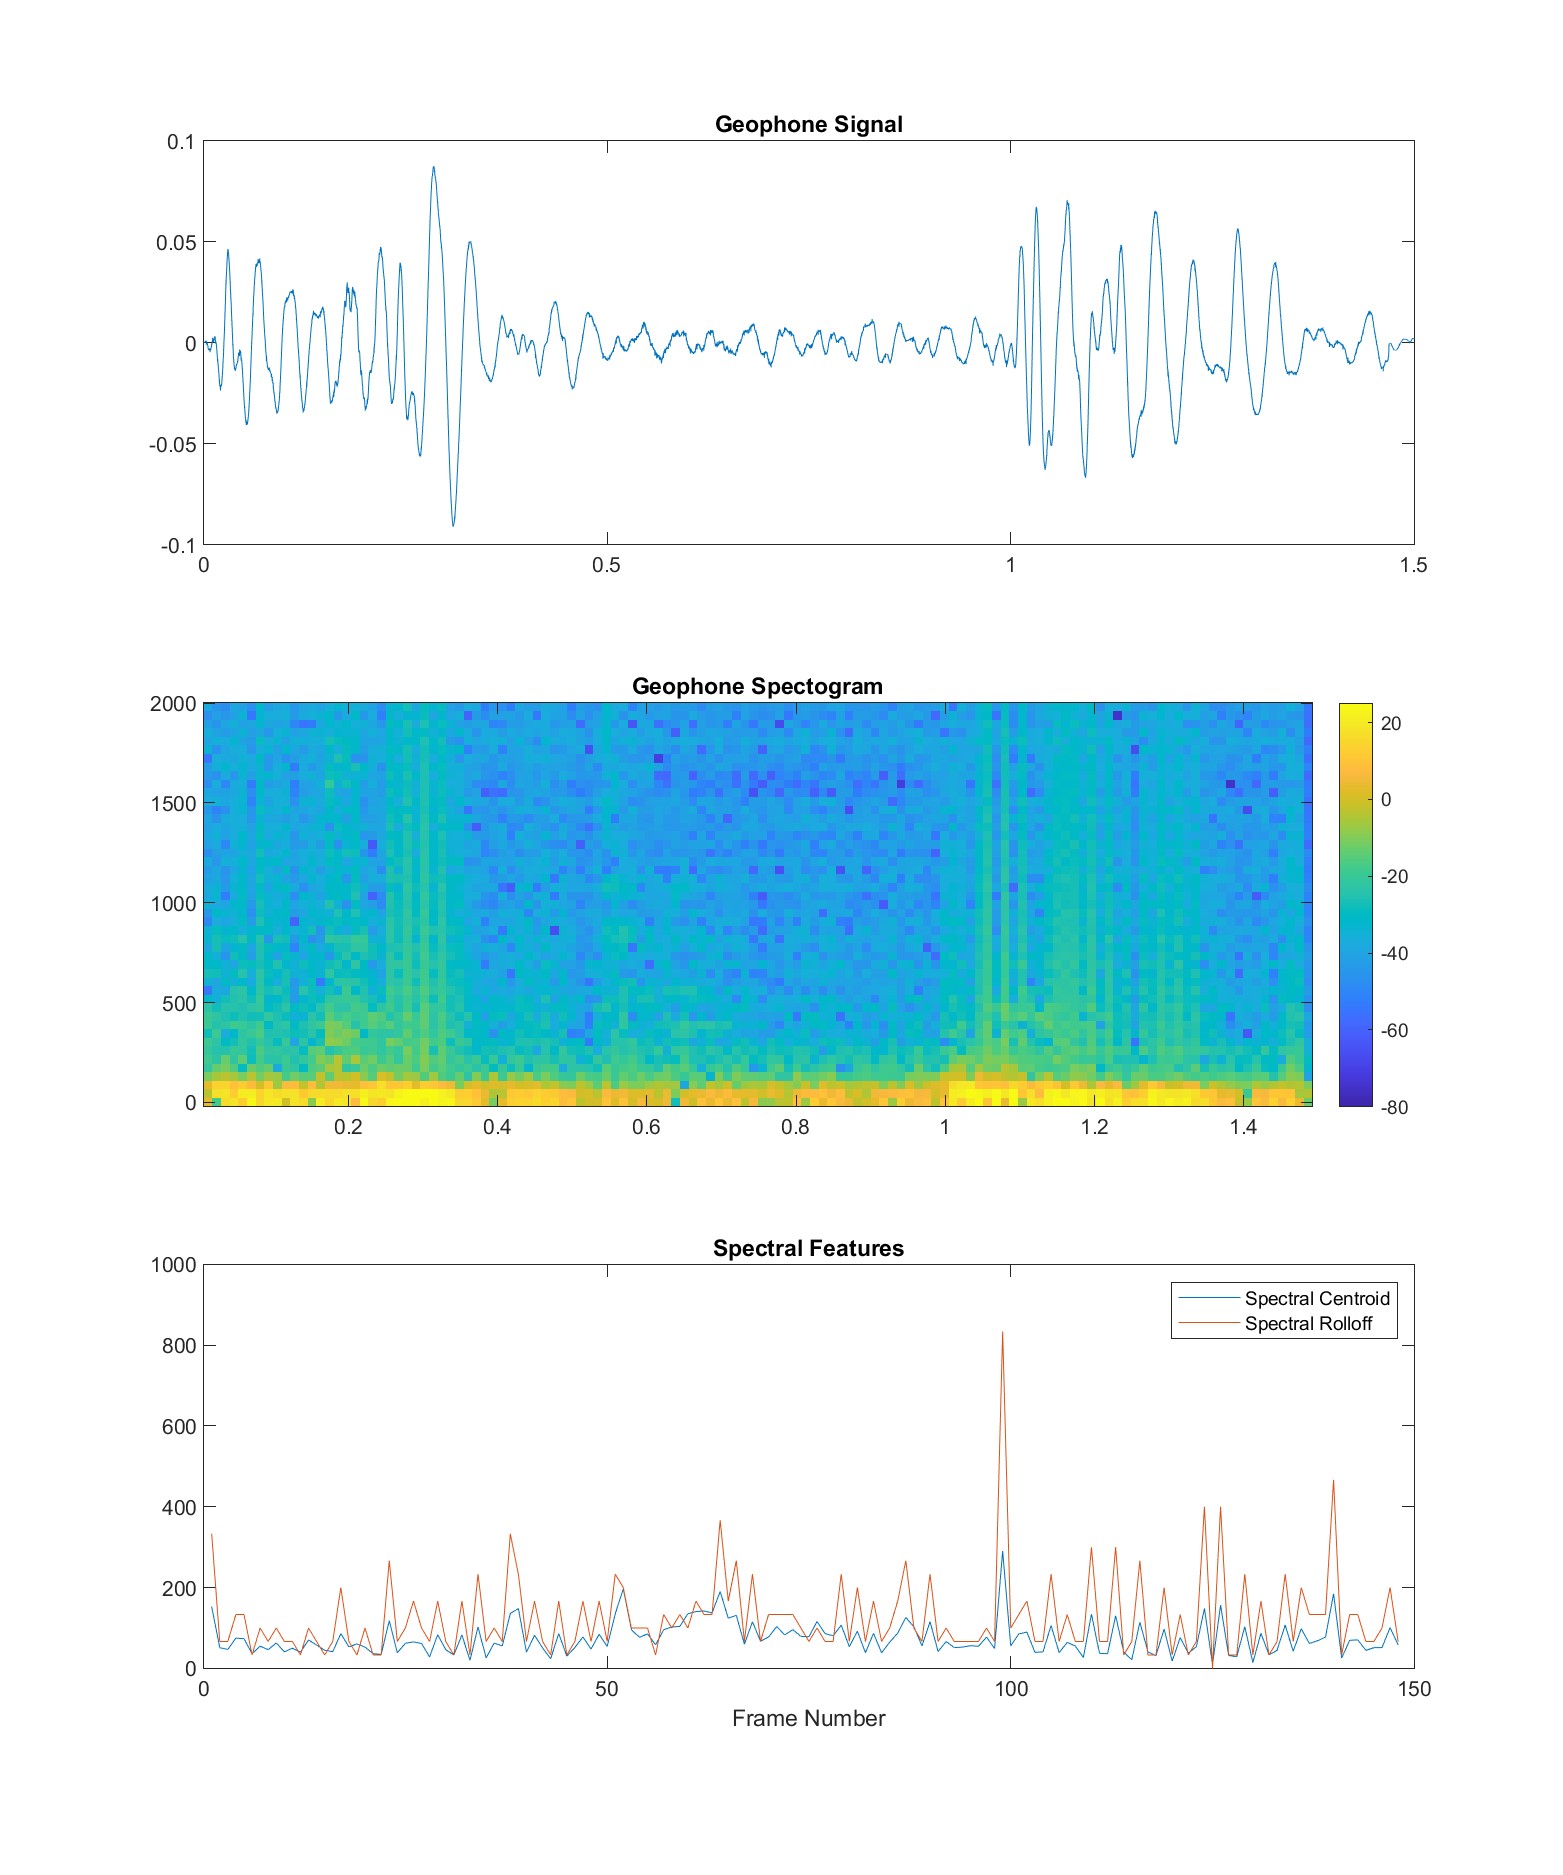 Geophone Signal
0.1
0.05
0
-0.05
-0.1
0 0.5 1 1.5
Geophone Spectogram
2000
1500
1000
500
0
0.2 0.4 0.6 0.8 1 1.2 1.4
20
0
-20
-40
-60
-80
Spectral Features
1000
800
600
400
200
0
Spectral Centroid
Spectral Rolloff
0 50 100 150
Frame Number